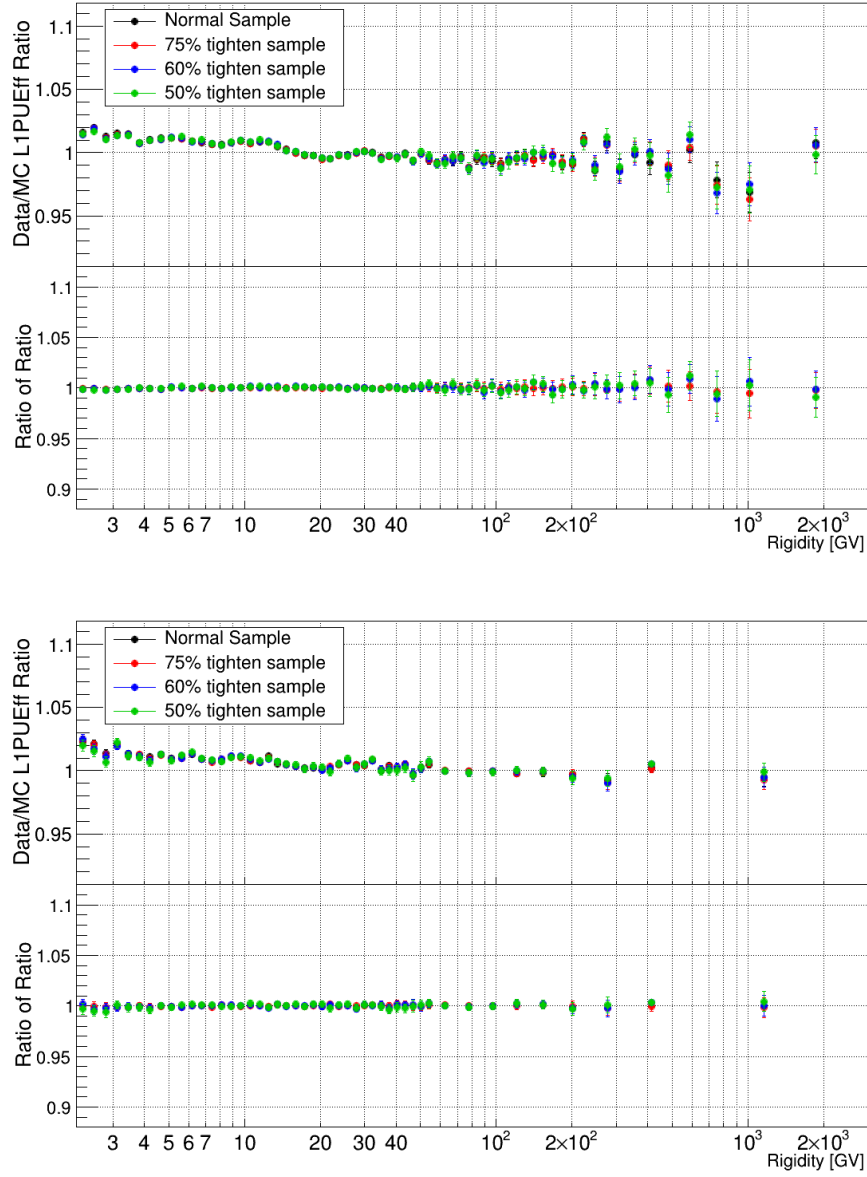 Data/MC L1PUEff Ratio
1.1
1.05
1
0.95
Normal Sample
75% tighten sample
60% tighten sample
50% tighten sample
Ratio of Ratio
1.1
1.05
1
0.95
0.9
3 4 5 6 7 10 20 30 40 10² 2×10² 10³ 2×10³
Rigidity [GV]
Data/MC L1PUEff Ratio
1.1
1.05
1
0.95
Normal Sample
75% tighten sample
60% tighten sample
50% tighten sample
Ratio of Ratio
1.1
1.05
1
0.95
0.9
3 4 5 6 7 10 20 30 40 10² 2×10² 10³ 2×10³
Rigidity [GV]